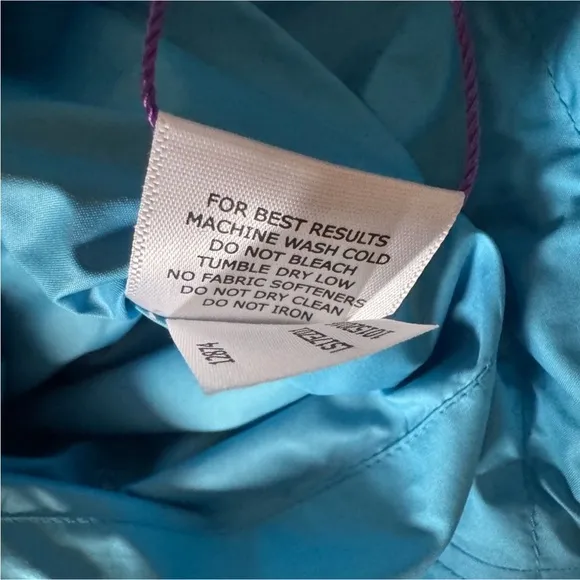 FOR BEST RESULTS
MACHINE WASH COLD
DO NOT BLEACH
TUMBLE DRY LOW
NO FABRIC SOFTENERS
DO NOT DRY CLEAN
DO NOT IRON
12874